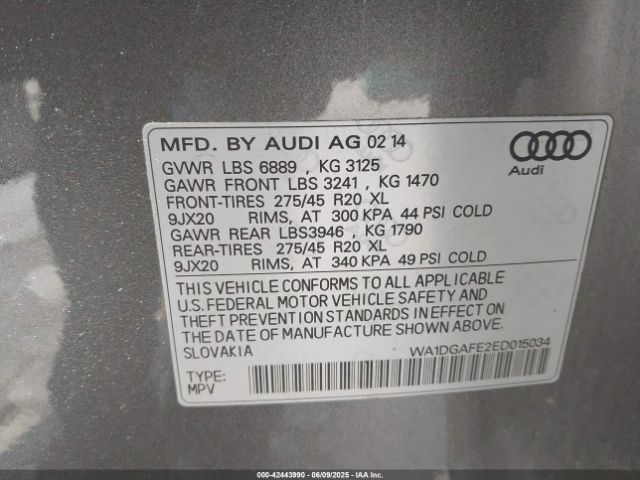 MFD. BY AUDI AG 02 14
Audi
GVWR LBS 6889 , KG 3125
GAWR FRONT LBS 3241 , KG 1470
FRONT-TIRES 275/45 R20 XL
9JX20 RIMS, AT 300 KPA 44 PSI COLD
GAWR REAR LBS3946 , KG 1790
REAR-TIRES 275/45 R20 XL
9JX20 RIMS, AT 340 KPA 49 PSI COLD
THIS VEHICLE CONFORMS TO ALL APPLICABLE
U.S. FEDERAL MOTOR VEHICLE SAFETY AND
THEFT PREVENTION STANDARDS IN EFFECT ON
THE DATE OF MANUFACTURE SHOWN ABOVE.
SLOVAKIA WA1DGAFE2ED015034
TYPE:
MPV
000-42443990 - 06/09/2025 - IAAI, Inc.